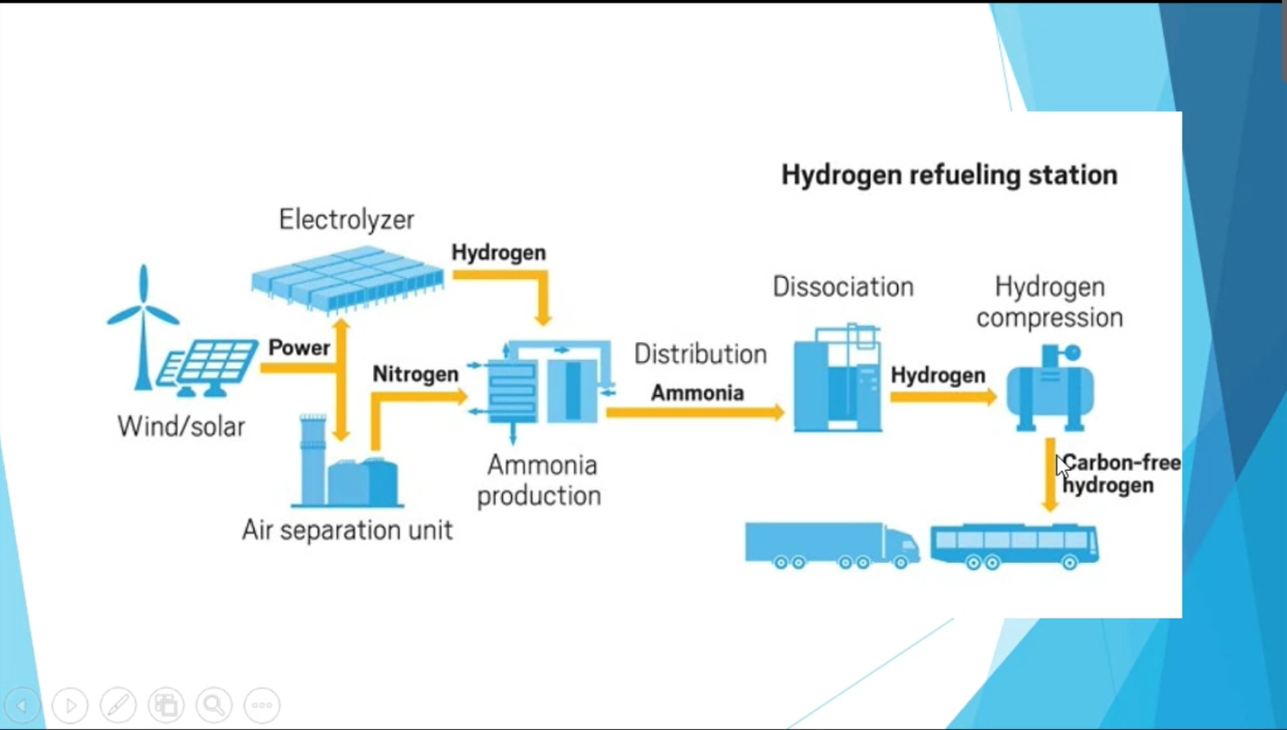 Hydrogen refueling station
Electrolyzer
Hydrogen
Power
Wind/solar
Nitrogen
Air separation unit
Ammonia
production
Distribution
Ammonia
Dissociation
Hydrogen
Hydrogen
compression
Carbon-free
hydrogen